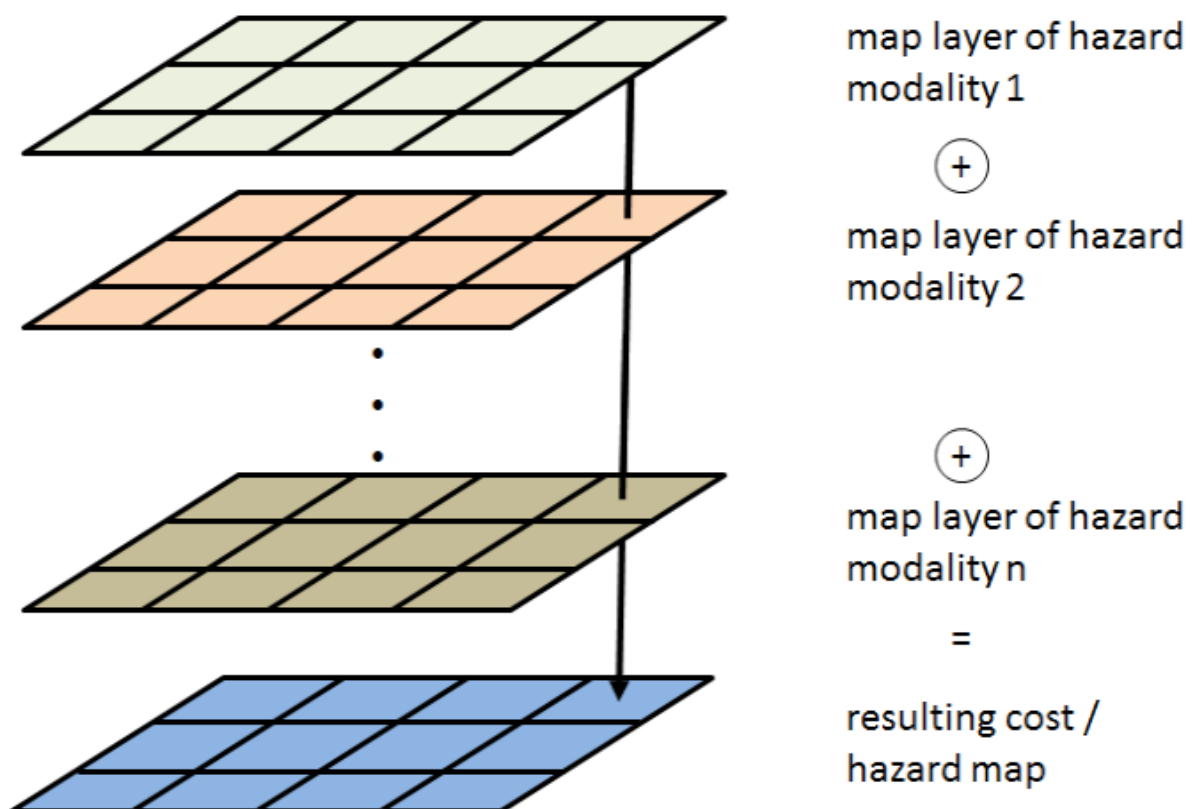 map layer of hazard
modality 1
+
map layer of hazard
modality 2
+
map layer of hazard
modality n
=
resulting cost /
hazard map